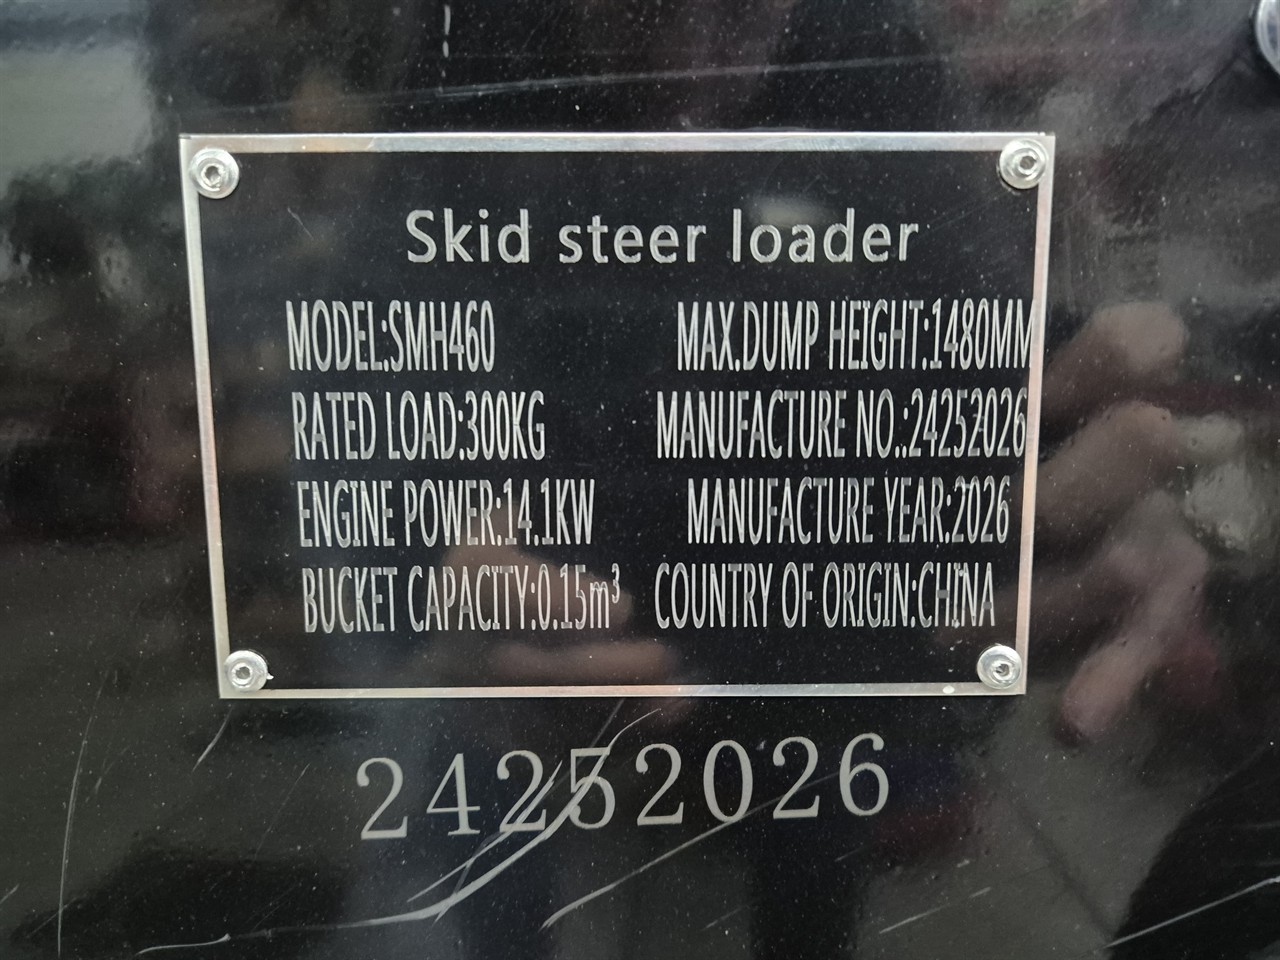 Skid steer loader
MODEL:SMH460
MAX.DUMP HEIGHT:1480MM
RATED LOAD:300KG
MANUFACTURE NO.:24252026
ENGINE POWER:14.1KW
MANUFACTURE YEAR:2026
BUCKET CAPACITY:0.15m³
COUNTRY OF ORIGIN:CHINA
24252026